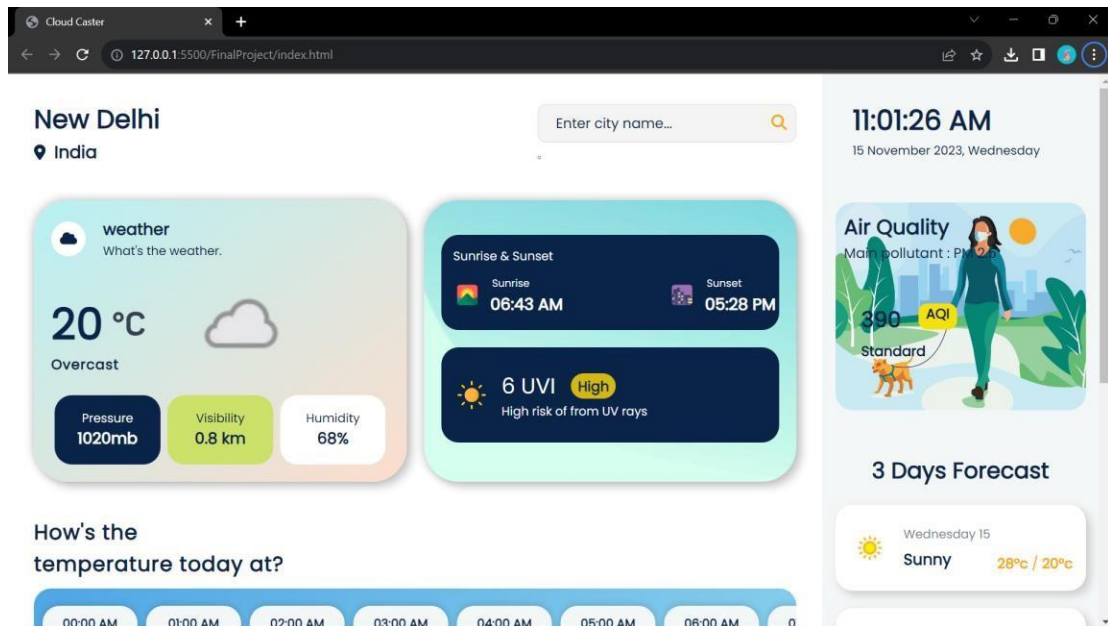 Cloud Caster
127.0.0.1:5500/FinalProject/index.html
New Delhi
India
Enter city name...
11:01:26 AM
15 November 2023, Wednesday
weather
What's the weather.
20 °C
Overcast
Pressure
1020mb
Visibility
0.8 km
Humidity
68%
Sunrise & Sunset
Sunrise
06:43 AM
Sunset
05:28 PM
6 UVI High
High risk of from UV rays
Air Quality
Main pollutant : PM 2.5
390 AQI
Standard
3 Days Forecast
Wednesday 15
Sunny
28°c / 20°c
How's the
temperature today at?
00:00 AM 01:00 AM 02:00 AM 03:00 AM 04:00 AM 05:00 AM 06:00 AM